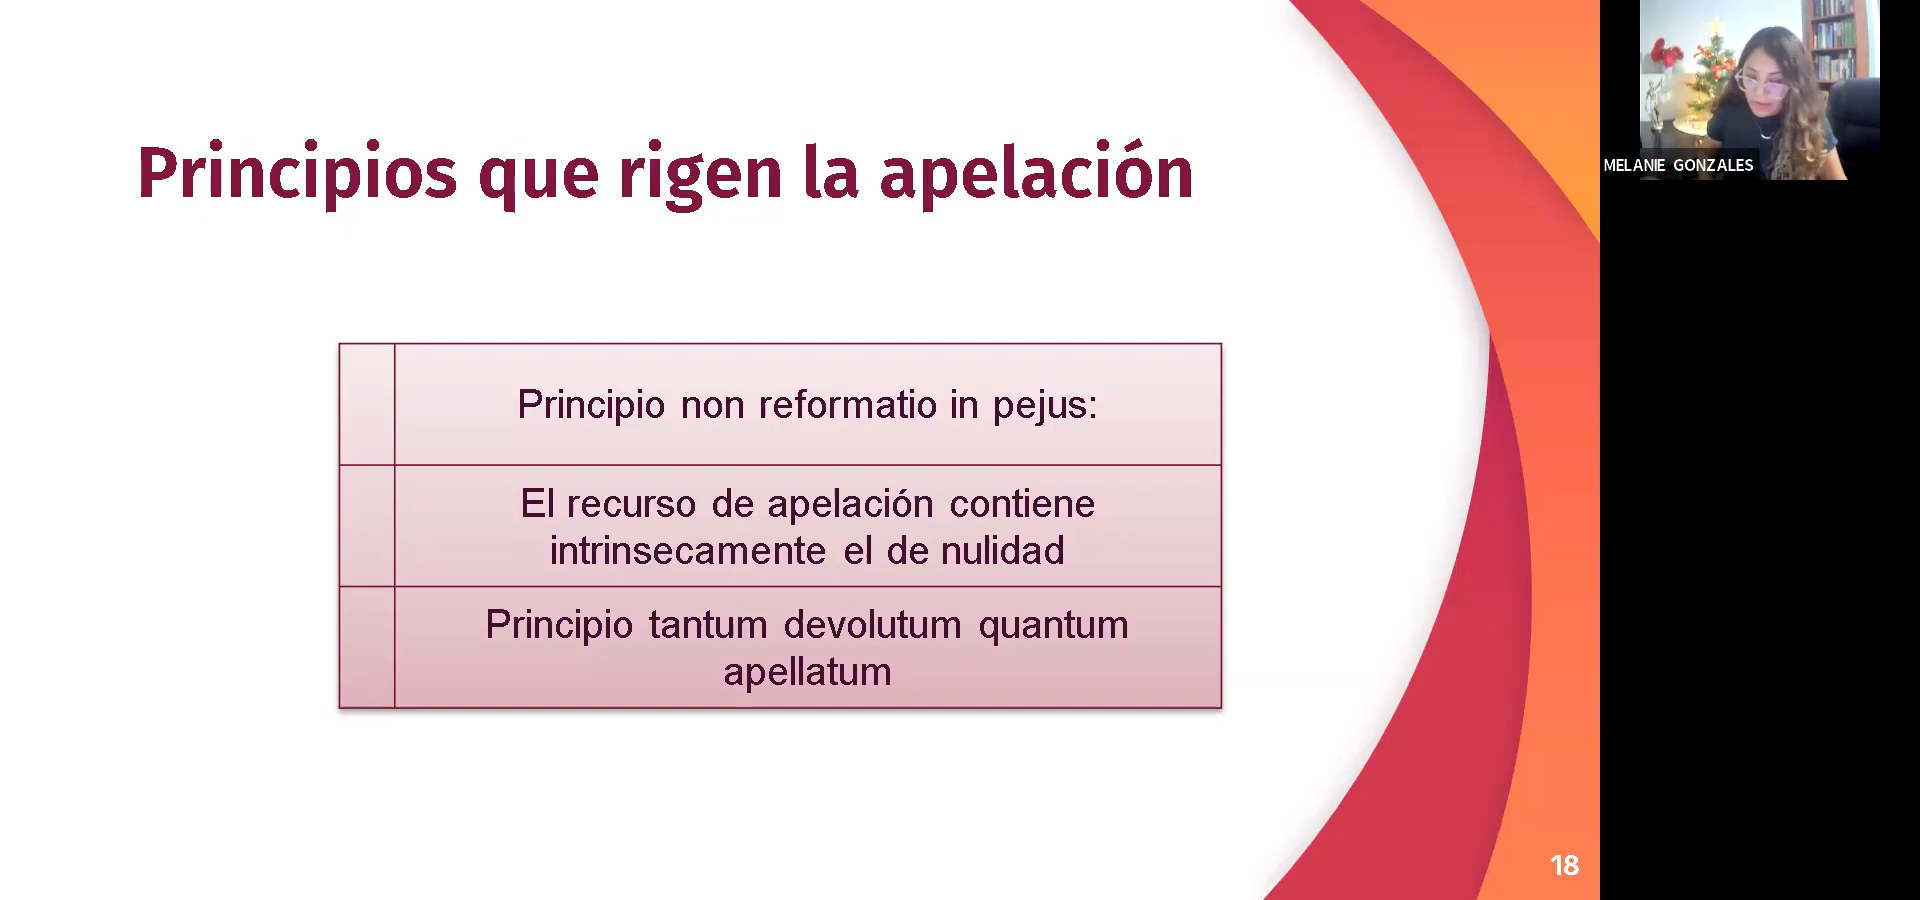 Principios que rigen la apelación
Principio non reformatio in pejus:
El recurso de apelación contiene
intrinsecamente el de nulidad
Principio tantum devolutum quantum
apellatum
18
MELANIE GONZALES